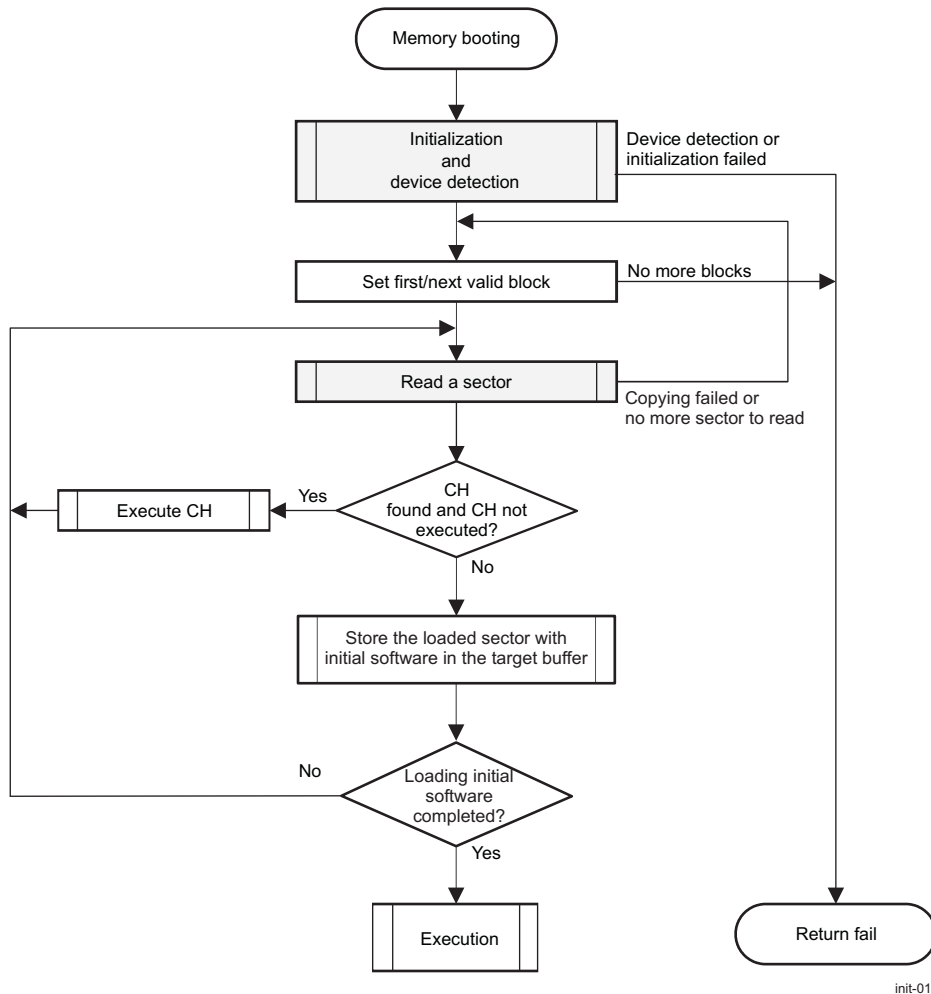 Memory booting
Initialization
and
device detection
Device detection or
initialization failed
Set first/next valid block
No more blocks
Read a sector
Copying failed or
no more sector to read
CH
found and CH not
executed?
Yes
Execute CH
No
Store the loaded sector with
initial software in the target buffer
Loading initial
software
completed?
No
Yes
Execution
Return fail
init-01